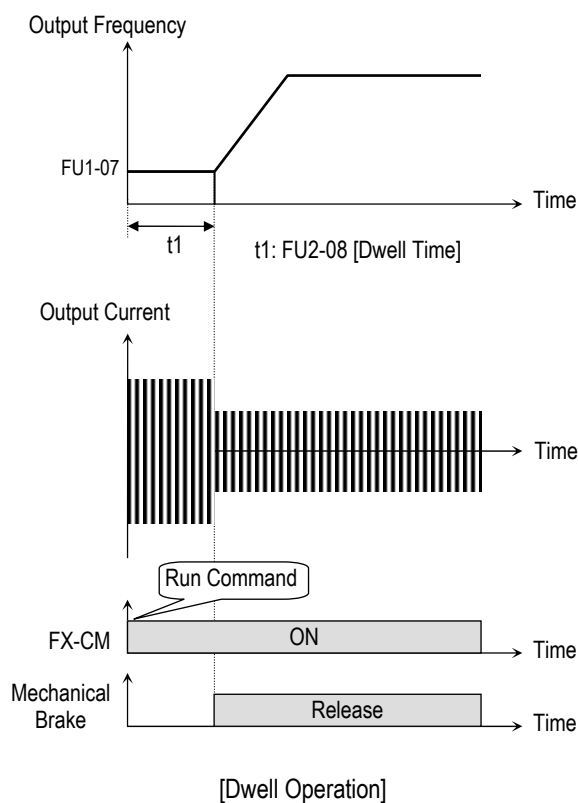 Output Frequency
FU1-07
Time
t1
t1: FU2-08 [Dwell Time]
Output Current
Time
Run Command
FX-CM
ON
Time
Mechanical
Brake
Release
Time
[Dwell Operation]